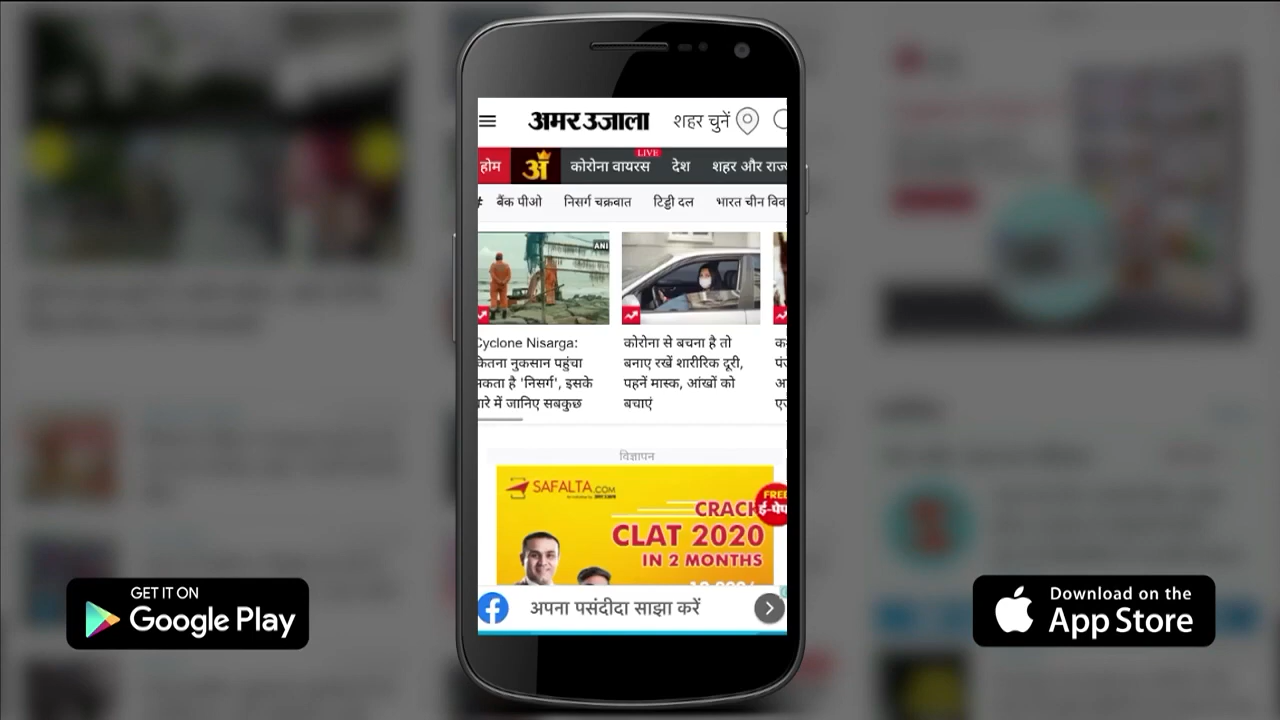 अमर उजाला
शहर चुनें
LIVE
होम
अ
कोरोना वायरस
देश
शहर और राज्
#
बैंक पीओ
निसर्ग चक्रवात
टिड्डी दल
भारत चीन विवा
ANI
Cyclone Nisarga:
कितना नुकसान पहुंचा
सकता है 'निसर्ग', इसके
बारे में जानिए सबकुछ
कोरोना से बचना है तो
बनाए रखें शारीरिक दूरी,
पहनें मास्क, आंखों को
बचाएं
विज्ञापन
SAFALTA.COM
FREE
ई-पेप
CRACK
CLAT 2020
IN 2 MONTHS
अपना पसंदीदा साझा करें
GET IT ON
Google Play
Download on the
App Store